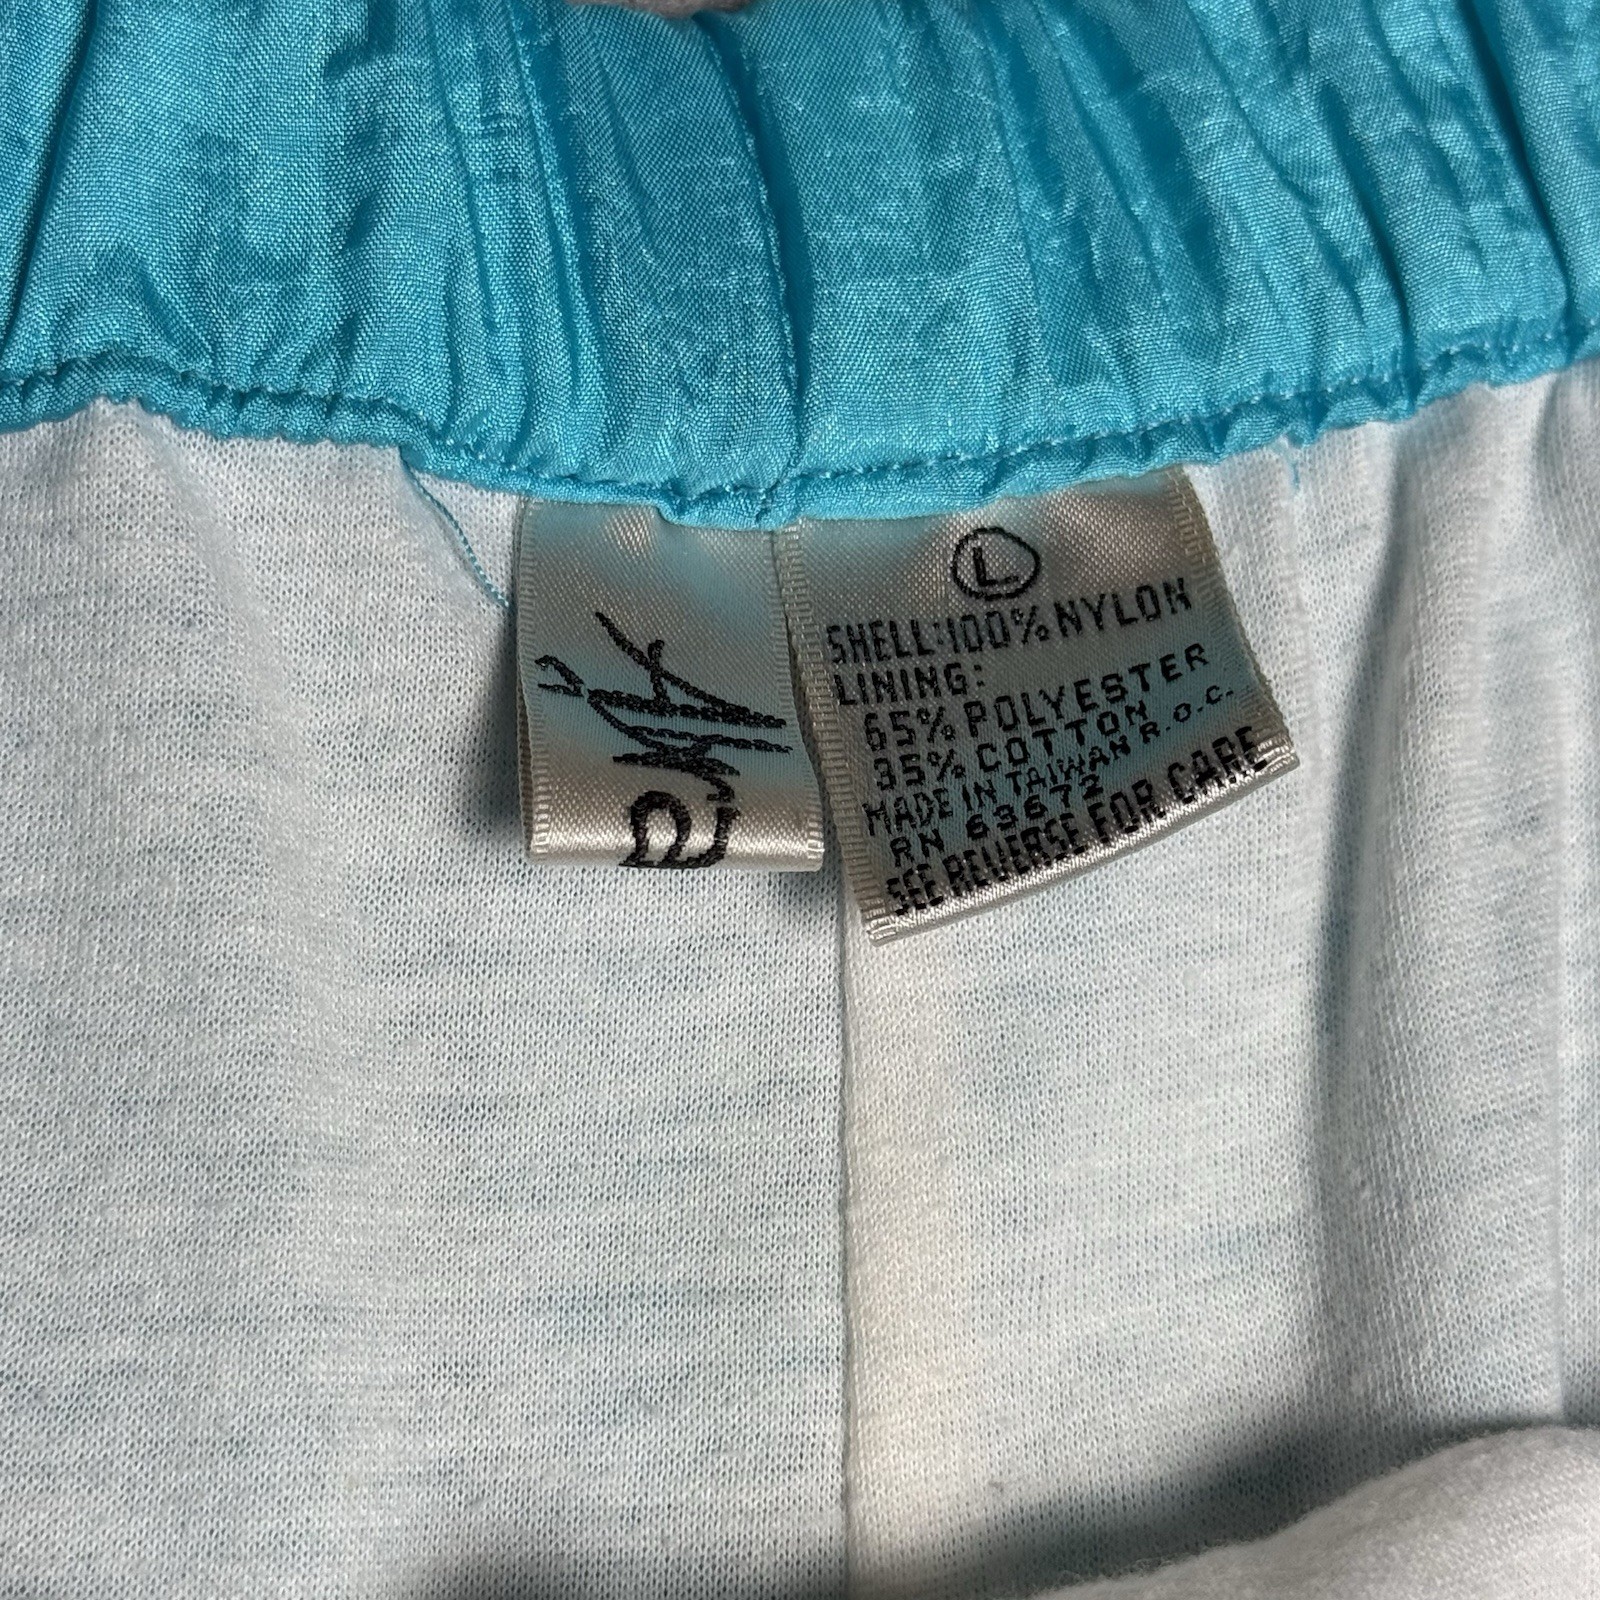 L
SHELL:100% NYLON
LINING:
65% POLYESTER
35% COTTON
MADE IN TAIWAN R.O.C.
RN 63672
SEE REVERSE FOR CARE